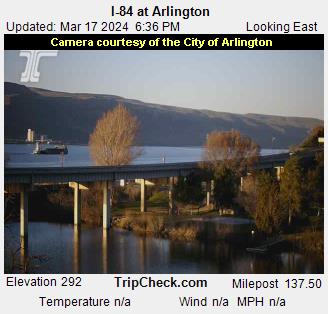 I-84 at Arlington
Updated: Mar 17 2024 6:36 PM Looking East
Camera courtesy of the City of Arlington
Elevation 292 TripCheck.com Milepost 137.50
Temperature n/a Wind n/a MPH n/a